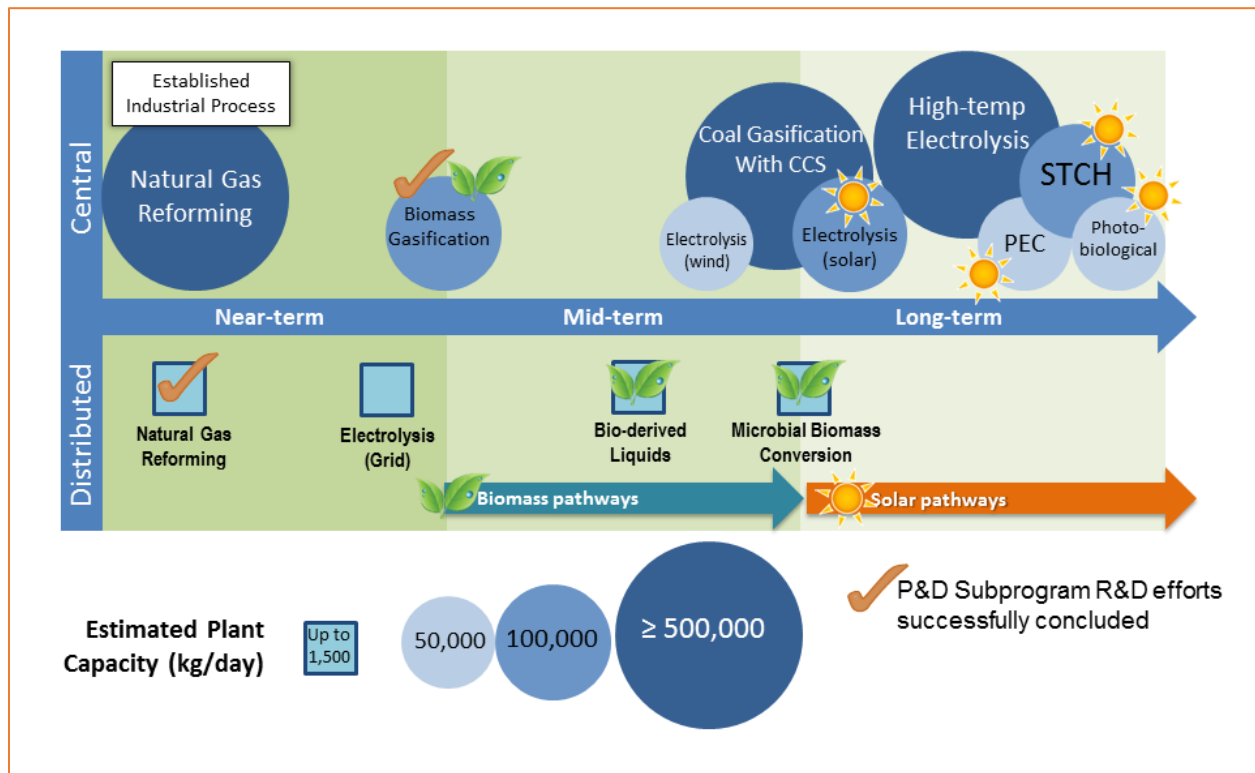 Established
Industrial Process
Central
Natural Gas
Reforming
Biomass
Gasification
Coal Gasification
With CCS
Electrolysis
(wind)
Electrolysis
(solar)
High-temp
Electrolysis
STCH
PEC
Photo-
biological
Near-term
Mid-term
Long-term
Distributed
Natural Gas
Reforming
Electrolysis
(Grid)
Bio-derived
Liquids
Microbial Biomass
Conversion
Biomass pathways
Solar pathways
Estimated Plant
Capacity (kg/day)
Up to
1,500
50,000
100,000
≥ 500,000
P&D Subprogram R&D efforts
successfully concluded